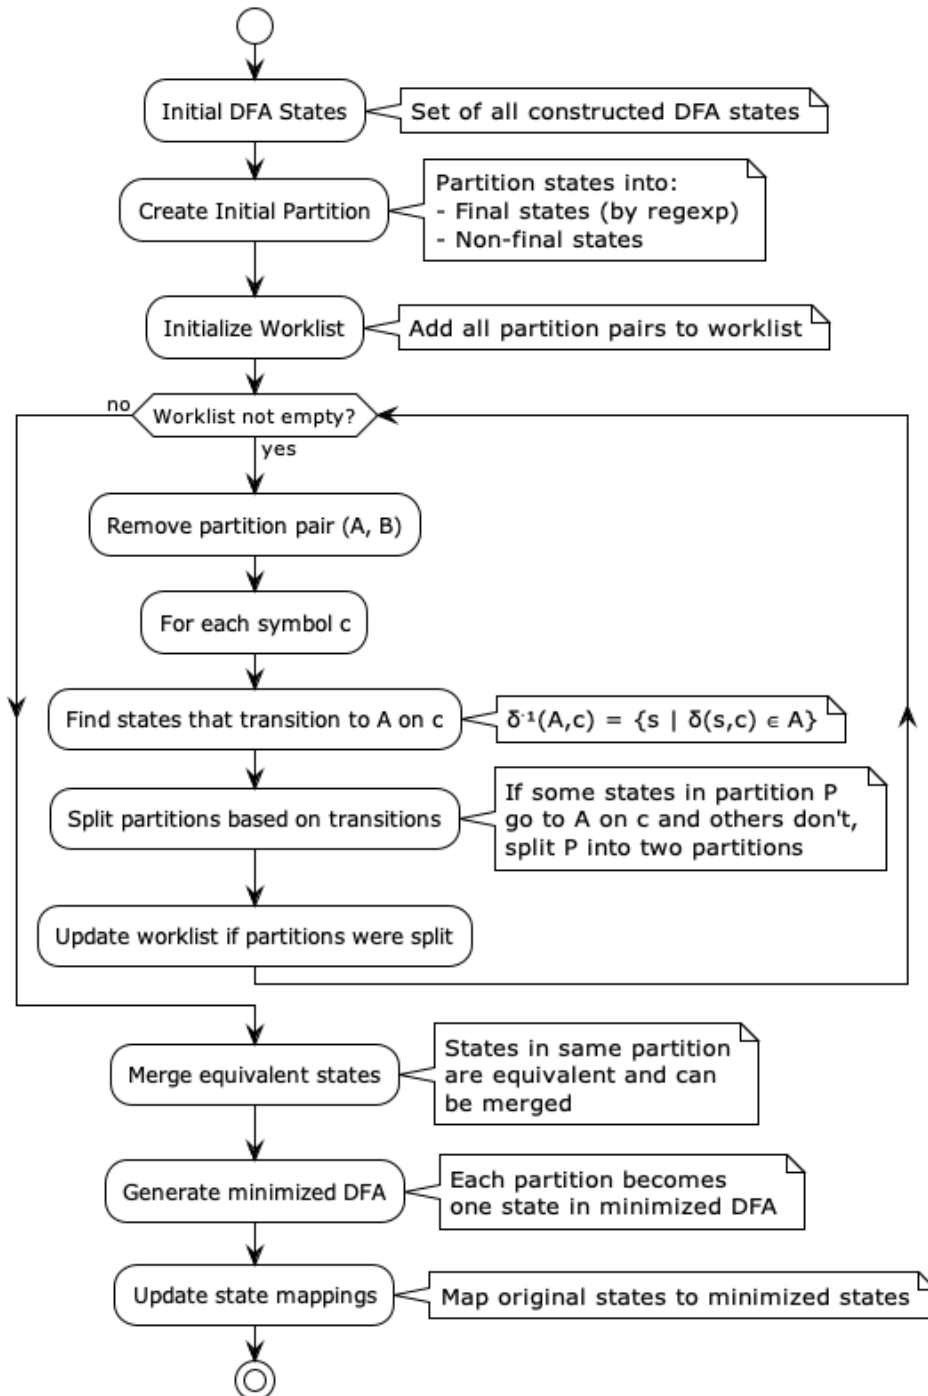 Initial DFA States
Set of all constructed DFA states
Create Initial Partition
Partition states into:
- Final states (by regexp)
- Non-final states
Initialize Worklist
Add all partition pairs to worklist
no
Worklist not empty?
yes
Remove partition pair (A, B)
For each symbol c
Find states that transition to A on c
δ⁻¹(A,c) = {s | δ(s,c) ∈ A}
Split partitions based on transitions
If some states in partition P
go to A on c and others don't,
split P into two partitions
Update worklist if partitions were split
Merge equivalent states
States in same partition
are equivalent and can
be merged
Generate minimized DFA
Each partition becomes
one state in minimized DFA
Update state mappings
Map original states to minimized states